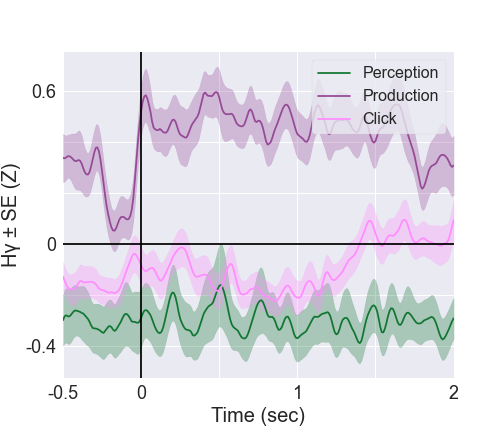 Perception
Production
Click
0.6
0
-0.4
Hγ ± SE (Z)
-0.5
0
1
2
Time (sec)